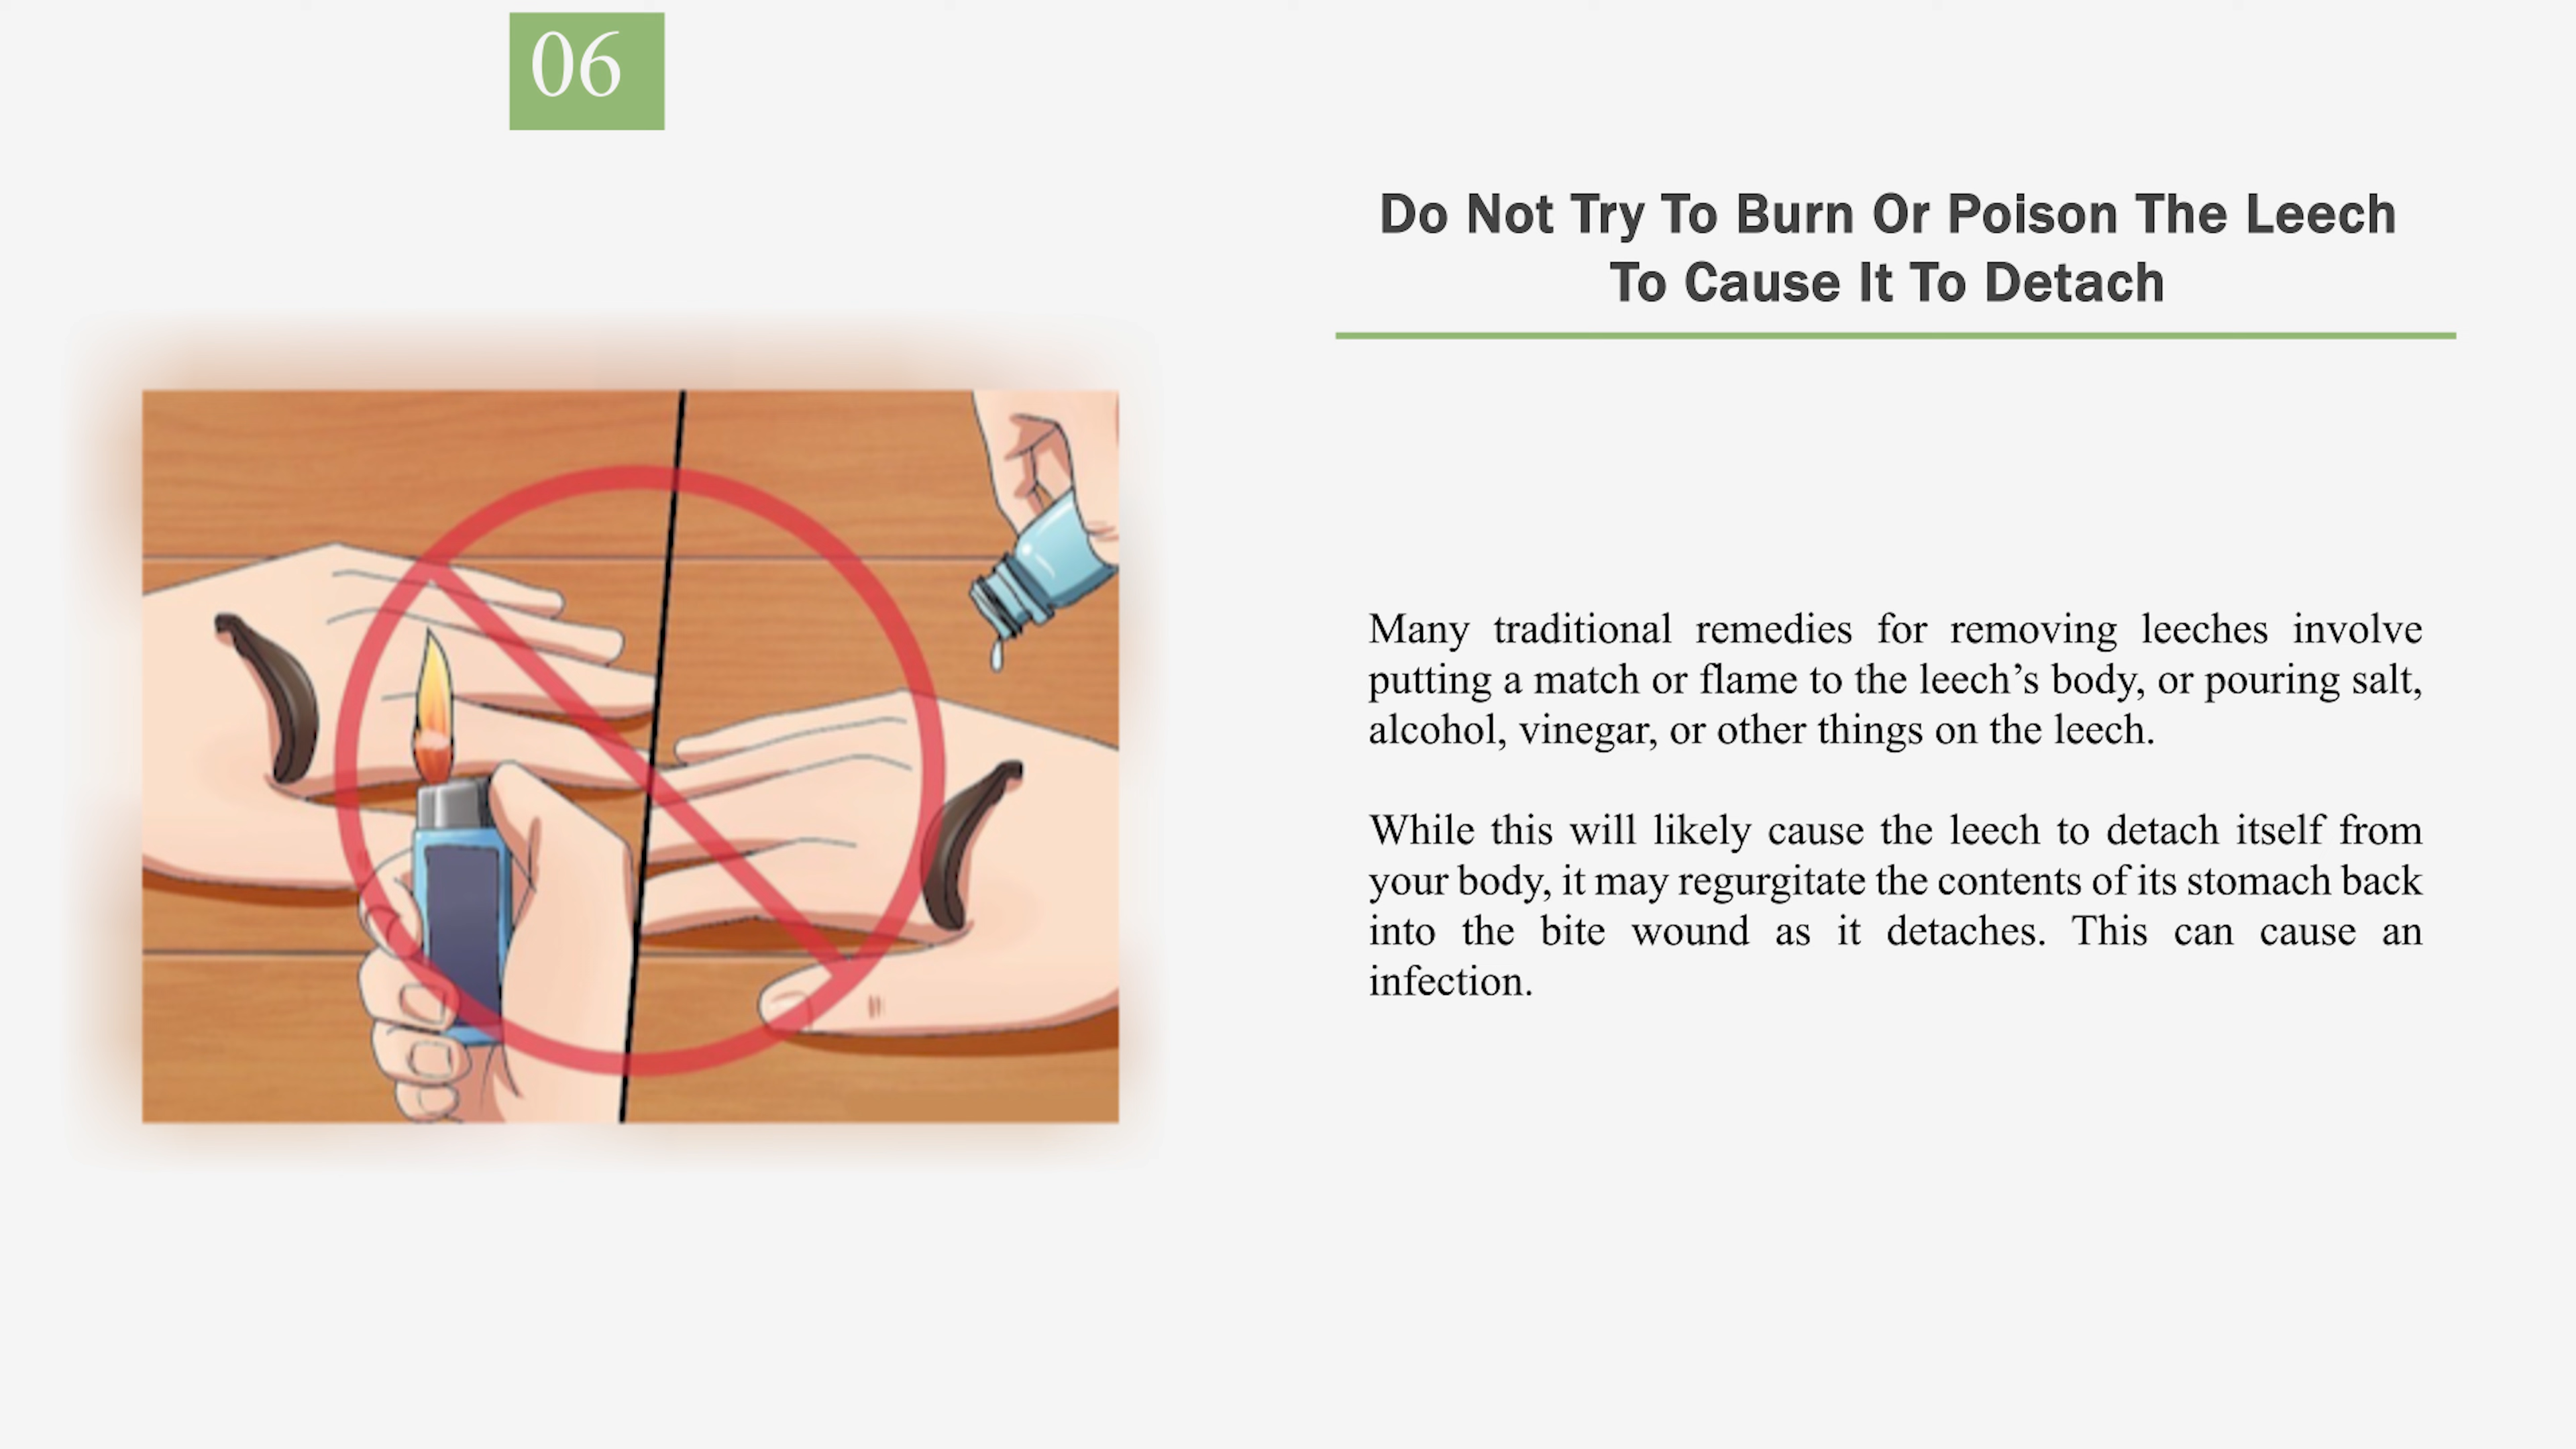 06
Do Not Try To Burn Or Poison The Leech
To Cause It To Detach
Many traditional remedies for removing leeches involve
putting a match or flame to the leech’s body, or pouring salt,
alcohol, vinegar, or other things on the leech.
While this will likely cause the leech to detach itself from
your body, it may regurgitate the contents of its stomach back
into the bite wound as it detaches. This can cause an
infection.